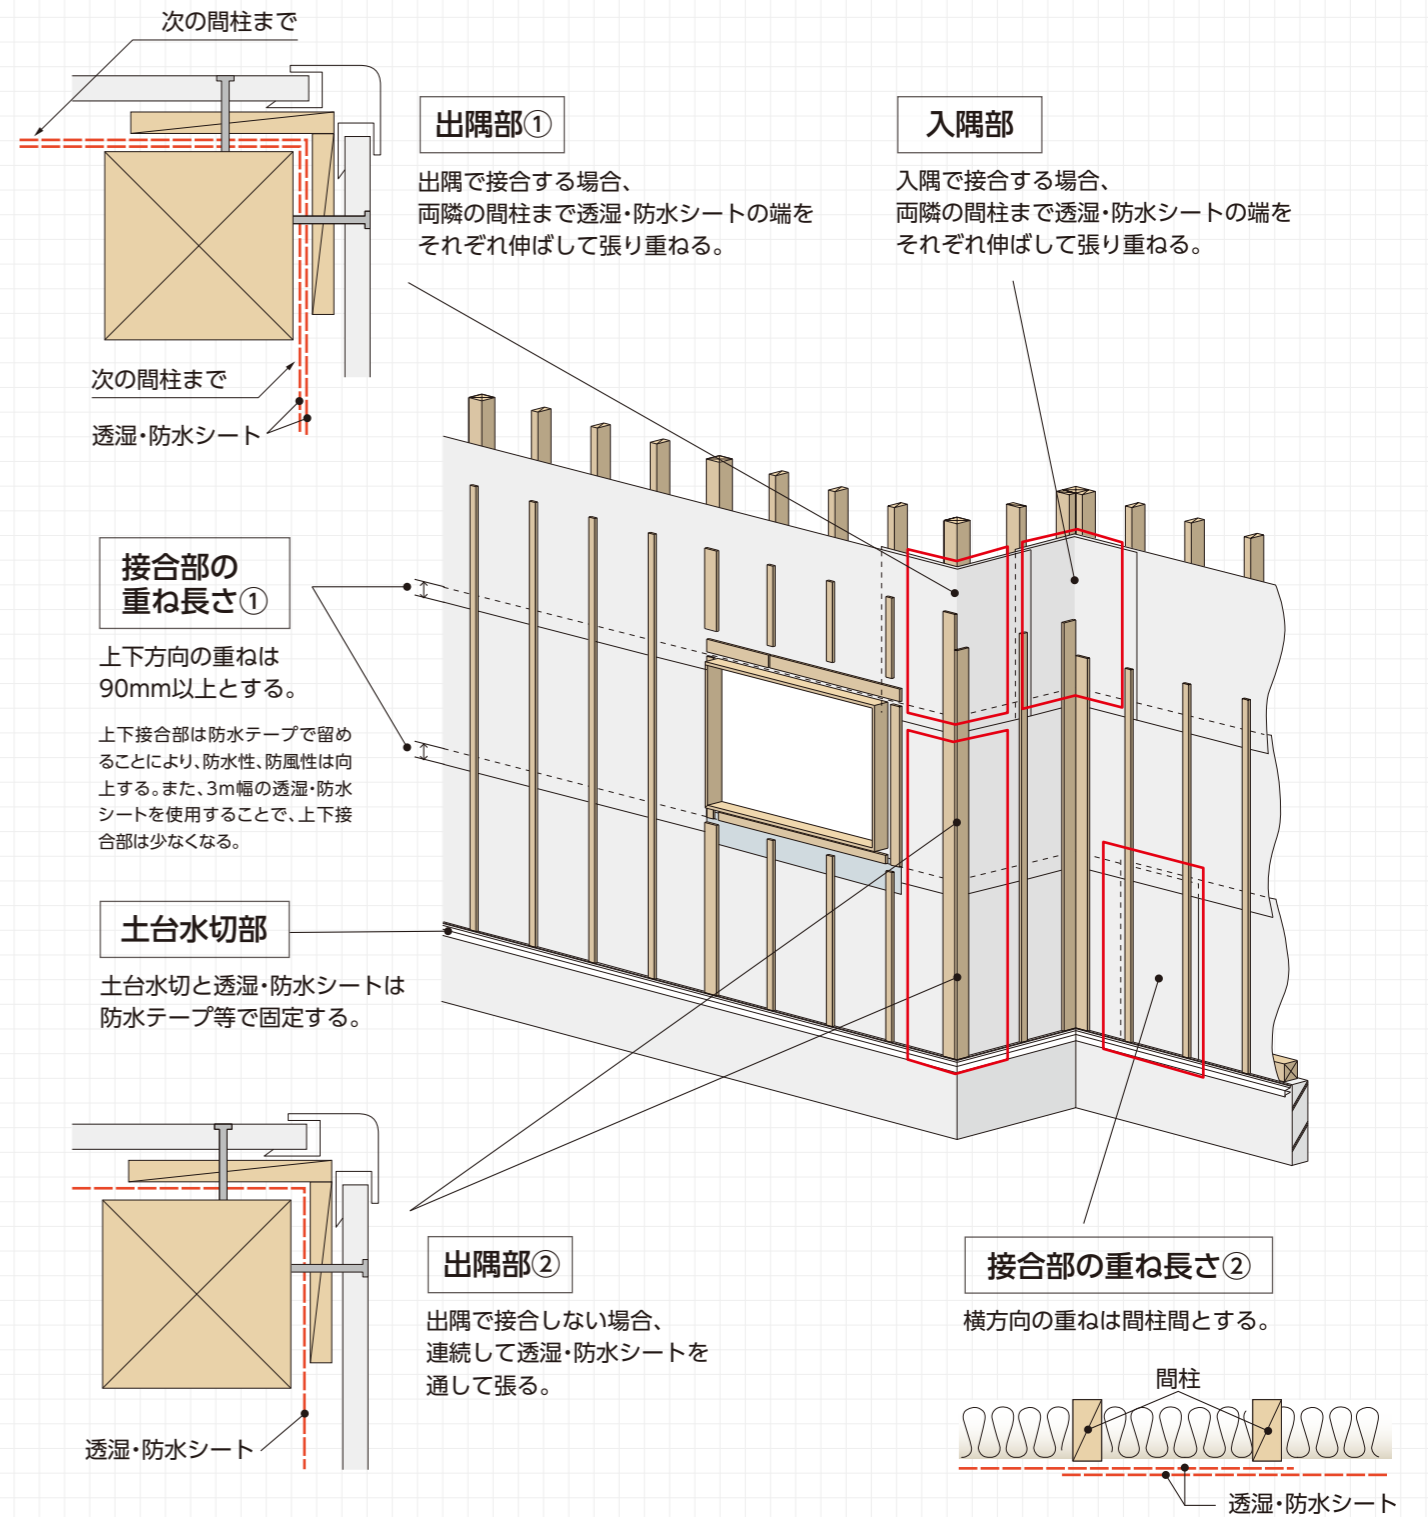 次の間柱まで
次の間柱まで
透湿・防水シート
出隅部①
出隅で接合する場合、
両隣の間柱まで透湿・防水シートの端を
それぞれ伸ばして張り重ねる。
入隅部
入隅で接合する場合、
両隣の間柱まで透湿・防水シートの端を
それぞれ伸ばして張り重ねる。
接合部の
重ね長さ①
上下方向の重ねは
90mm以上とする。
上下接合部は防水テープで留め
ることにより、防水性、防風性は向
上する。また、3m幅の透湿・防水
シートを使用することで、上下接
合部は少なくなる。
土台水切部
土台水切と透湿・防水シートは
防水テープ等で固定する。
透湿・防水シート
出隅部②
出隅で接合しない場合、
連続して透湿・防水シートを
通して張る。
接合部の重ね長さ②
横方向の重ねは間柱間とする。
間柱
透湿・防水シート